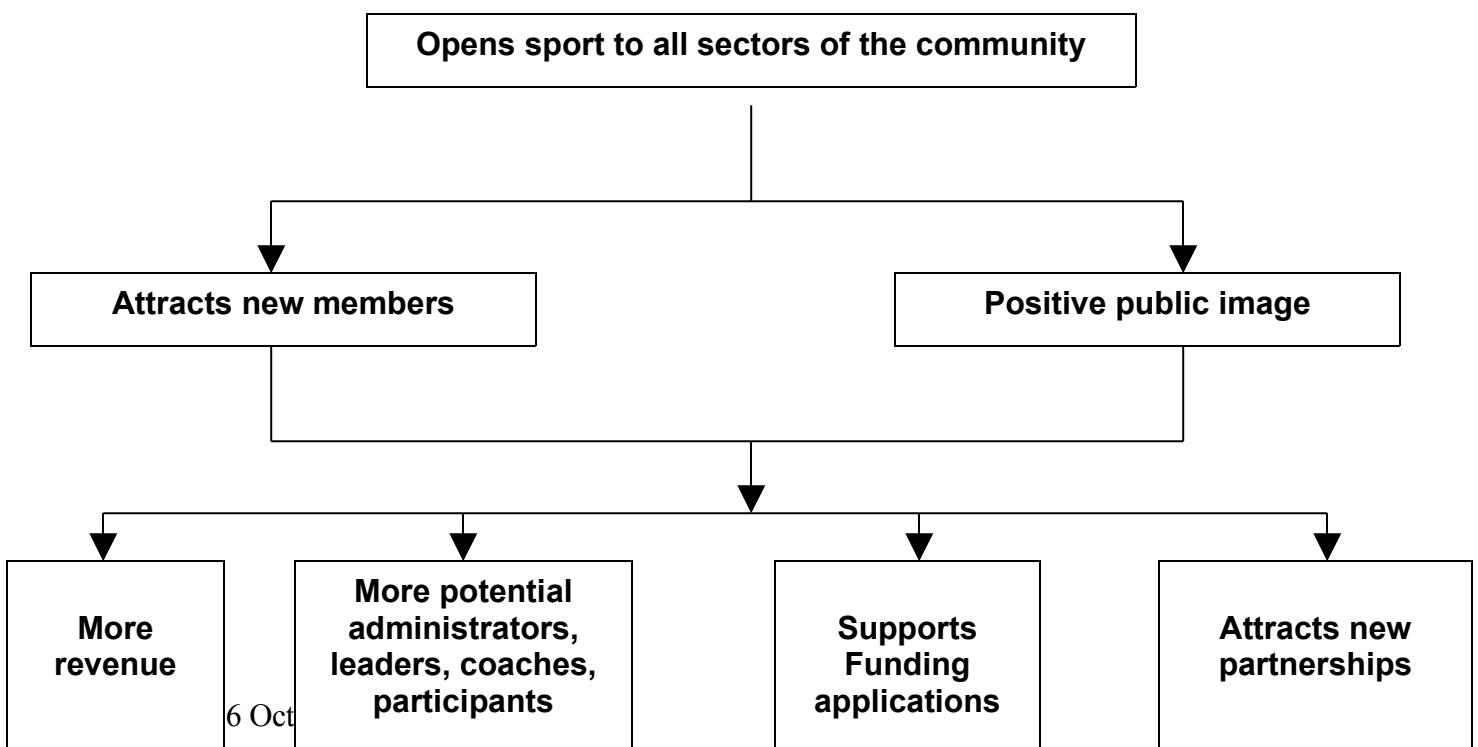 Opens sport to all sectors of the community
Attracts new members
Positive public image
More
revenue
More potential
administrators,
leaders, coaches,
participants
Supports
Funding
applications
Attracts new
partnerships
6 Oct